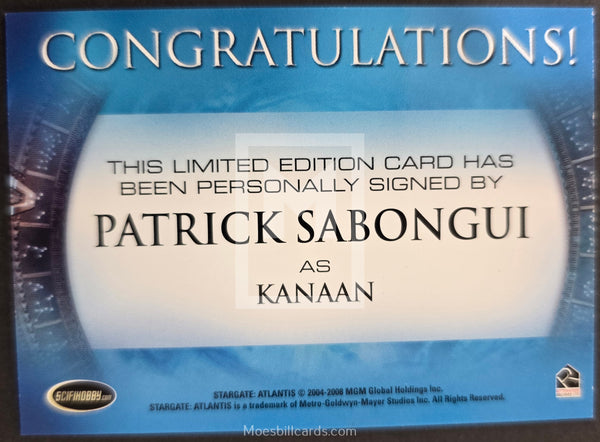 CONGRATULATIONS!
THIS LIMITED EDITION CARD HAS
BEEN PERSONALLY SIGNED BY
PATRICK SABONGUI
AS
KANAAN
SCIFIHOBBY.com
STARGATE: ATLANTIS © 2004-2008 MGM Global Holdings Inc.
STARGATE: ATLANTIS is a trademark of Metro-Goldwyn-Mayer Studios Inc. All Rights Reserved.
Moesbillcards.com